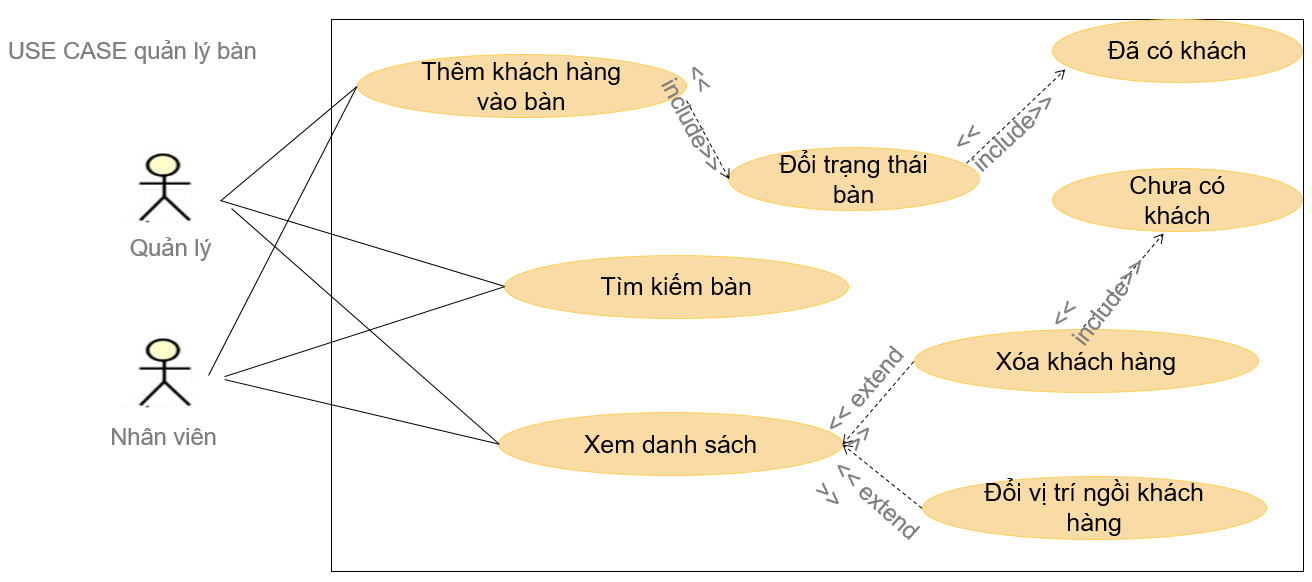 USE CASE quản lý bàn
Thêm khách hàng
vào bàn
<<
include>>
Đã có khách
<<
include>>
Đổi trạng thái
bàn
Chưa có
khách
Quản lý
Tìm kiếm bàn
<<
include>>
Xóa khách hàng
<< extend
>>
Nhân viên
Xem danh sách
<< extend
>>
Đổi vị trí ngồi khách
hàng